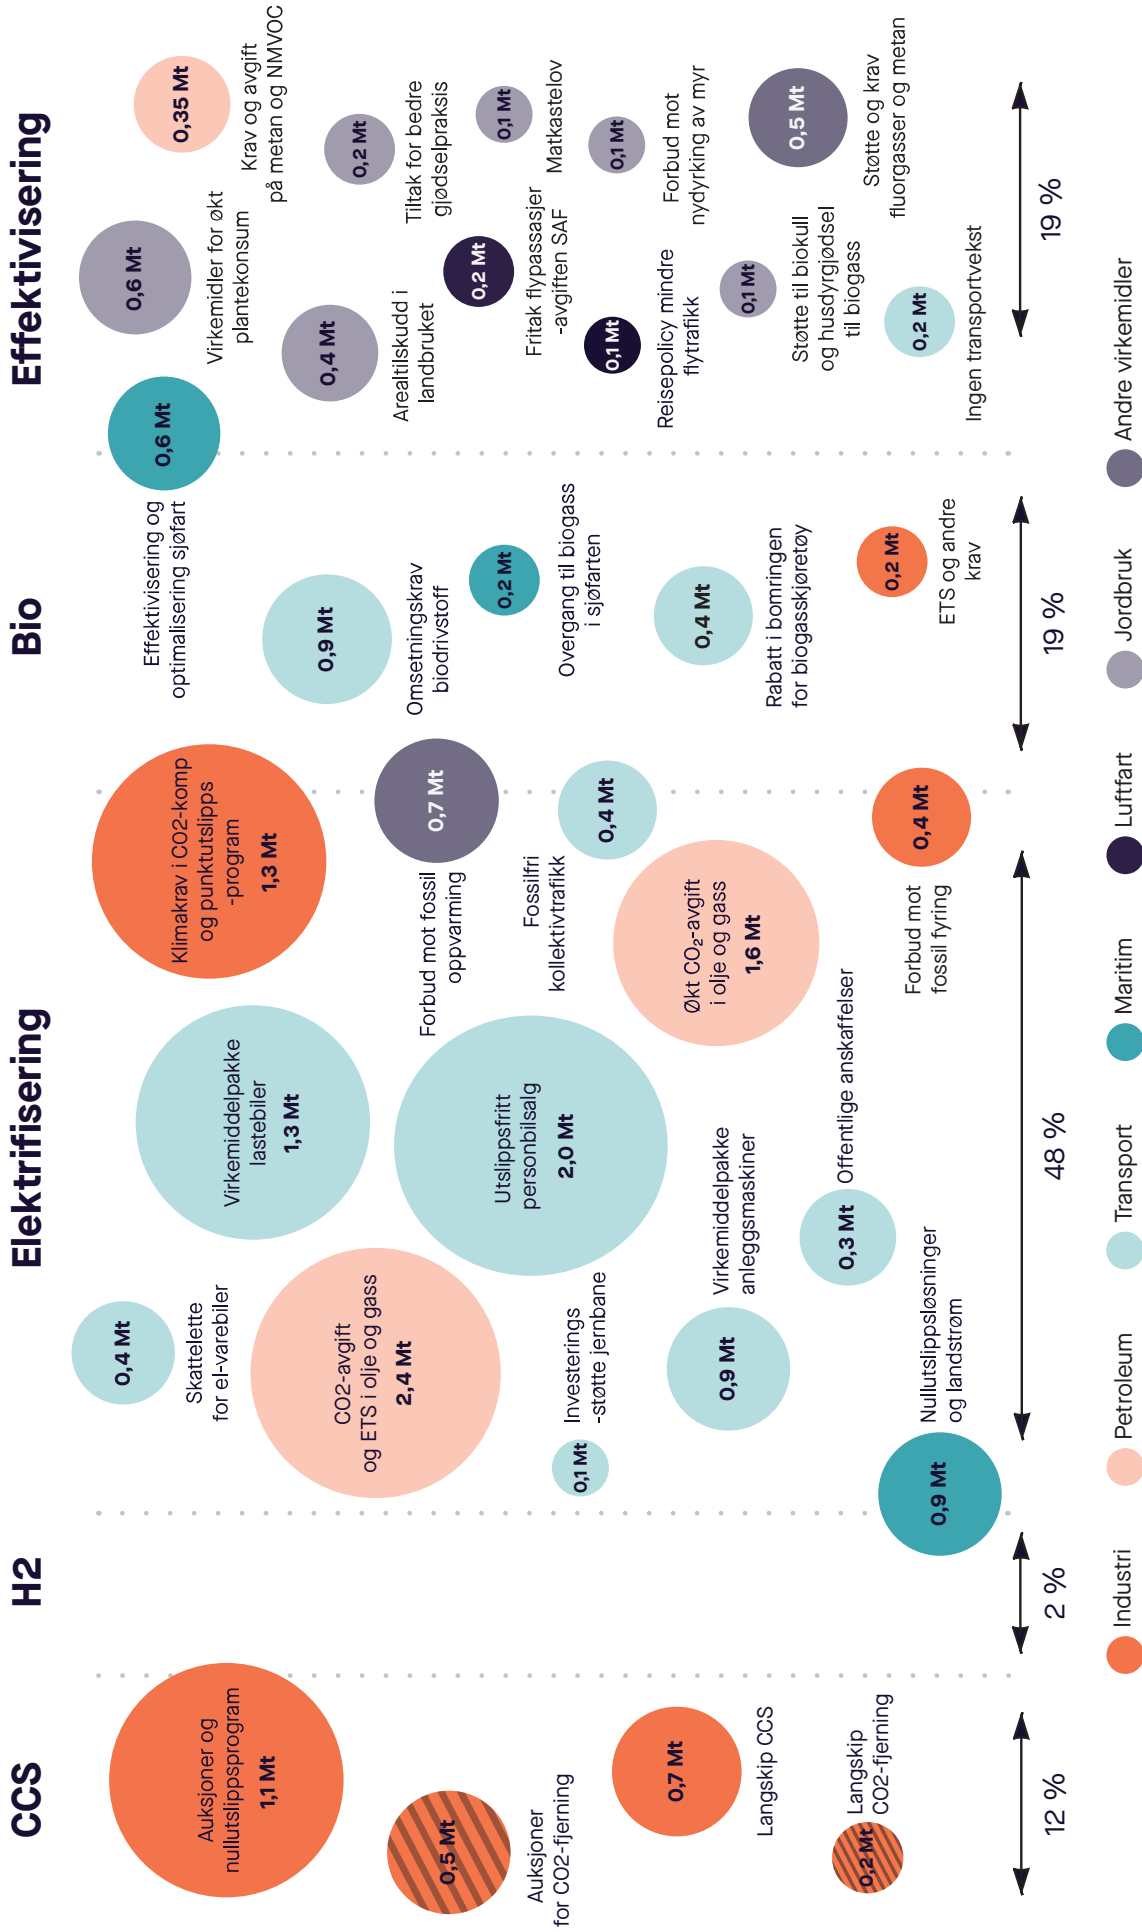 CCS
H2
Elektrifisering
Bio
Effektivisering
Auksjoner og
nullutslippsprogram
1,1 Mt
0,5 Mt
Auksjoner
for CO2-fjerning
0,7 Mt
Langskip CCS
0,2 Mt
Langskip
CO2-fjerning
0,4 Mt
Skattelette
for el-varebiler
Virkemiddelpakke
lastebiler
1,3 Mt
Klimakrav i CO2-komp
og punktutslipps
-program
1,3 Mt
CO2-avgift
og ETS i olje og gass
2,4 Mt
Utslippsfritt
personbilsalg
2,0 Mt
0,7 Mt
Forbud mot fossil
oppvarming
0,1 Mt
Investerings
-støtte jernbane
Fossilfri
kollektivtrafikk
0,4 Mt
0,9 Mt
Virkemiddelpakke
anleggsmaskiner
Økt CO₂-avgift
i olje og gass
1,6 Mt
0,3 Mt
Offentlige anskaffelser
0,9 Mt
Nullutslippsløsninger
og landstrøm
0,4 Mt
Forbud mot
fossil fyring
Effektivisering og
optimalisering sjøfart
0,6 Mt
0,9 Mt
Omsetningskrav
biodrivstoff
0,2 Mt
Overgang til biogass
i sjøfarten
0,4 Mt
Rabatt i bomringen
for biogasskjøretøy
0,2 Mt
ETS og andre
krav
0,6 Mt
Virkemidler for økt
plantekonsum
0,35 Mt
Krav og avgift
på metan og NMVOC
0,4 Mt
Arealtilskudd i
landbruket
0,2 Mt
Tiltak for bedre
gjødselpraksis
0,2 Mt
Fritak flypassasjer
-avgiften SAF
0,1 Mt
Matkastelov
0,1 Mt
Reisepolicy mindre
flytrafikk
0,1 Mt
Forbud mot
nydyrking av myr
0,1 Mt
Støtte til biokull
og husdyrgjødsel
til biogass
0,5 Mt
Støtte og krav
fluorgasser og metan
0,2 Mt
Ingen transportvekst
12 %
2 %
48 %
19 %
19 %
Industri
Petroleum
Transport
Maritim
Luftfart
Jordbruk
Andre virkemidler